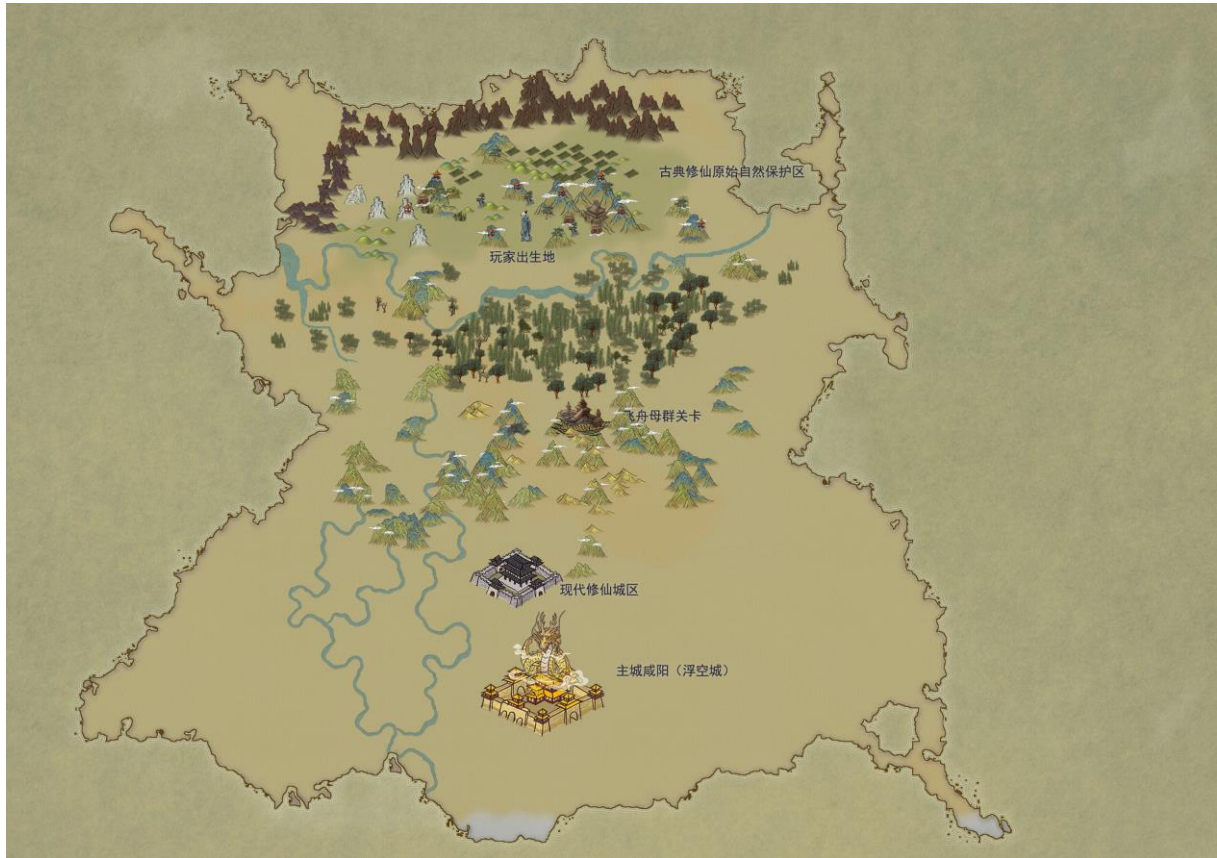 古典修仙原始自然保护区
玩家出生地
飞舟母群关卡
现代修仙城区
主城咸阳（浮空城）